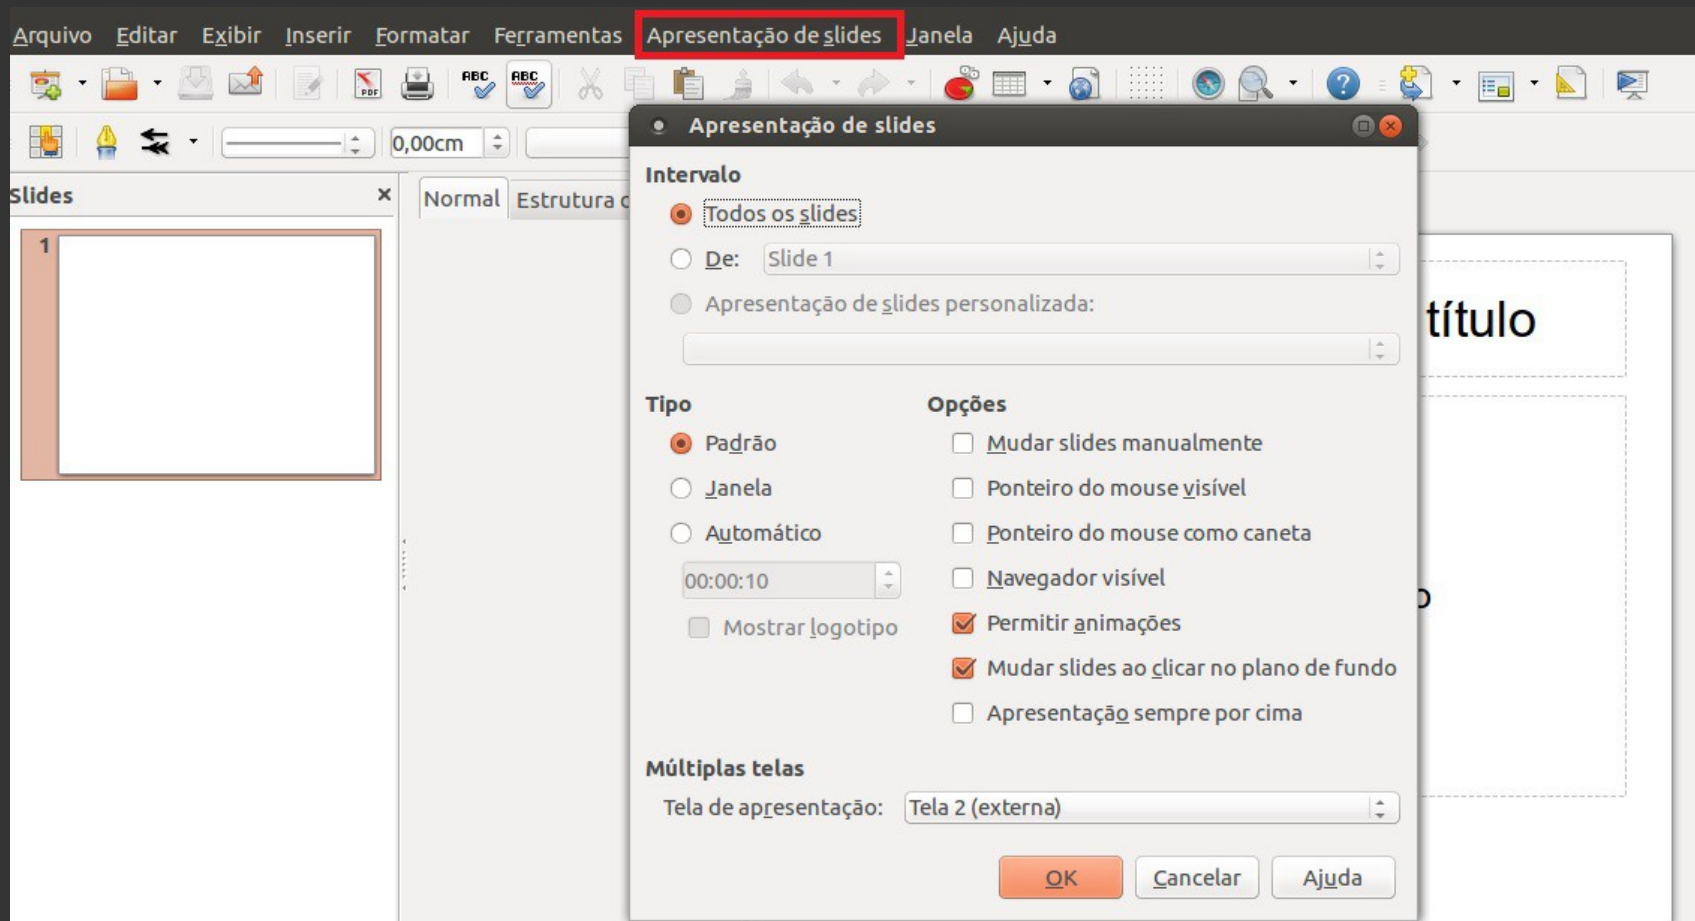 Arquivo Editar Exibir Inserir Formatar Ferramentas Apresentação de slides Janela Ajuda
PDF
ABC
ABC
0,00cm
Slides
Normal
Estrutura
1
Apresentação de slides
Intervalo
Todos os slides
De: Slide 1
Apresentação de slides personalizada:
Tipo
Padrão
Janela
Automático
00:00:10
Mostrar logotipo
Opções
Mudar slides manualmente
Ponteiro do mouse visível
Ponteiro do mouse como caneta
Navegador visível
Permitir animações
Mudar slides ao clicar no plano de fundo
Apresentação sempre por cima
Múltiplas telas
Tela de apresentação: Tela 2 (externa)
OK Cancelar Ajuda
título